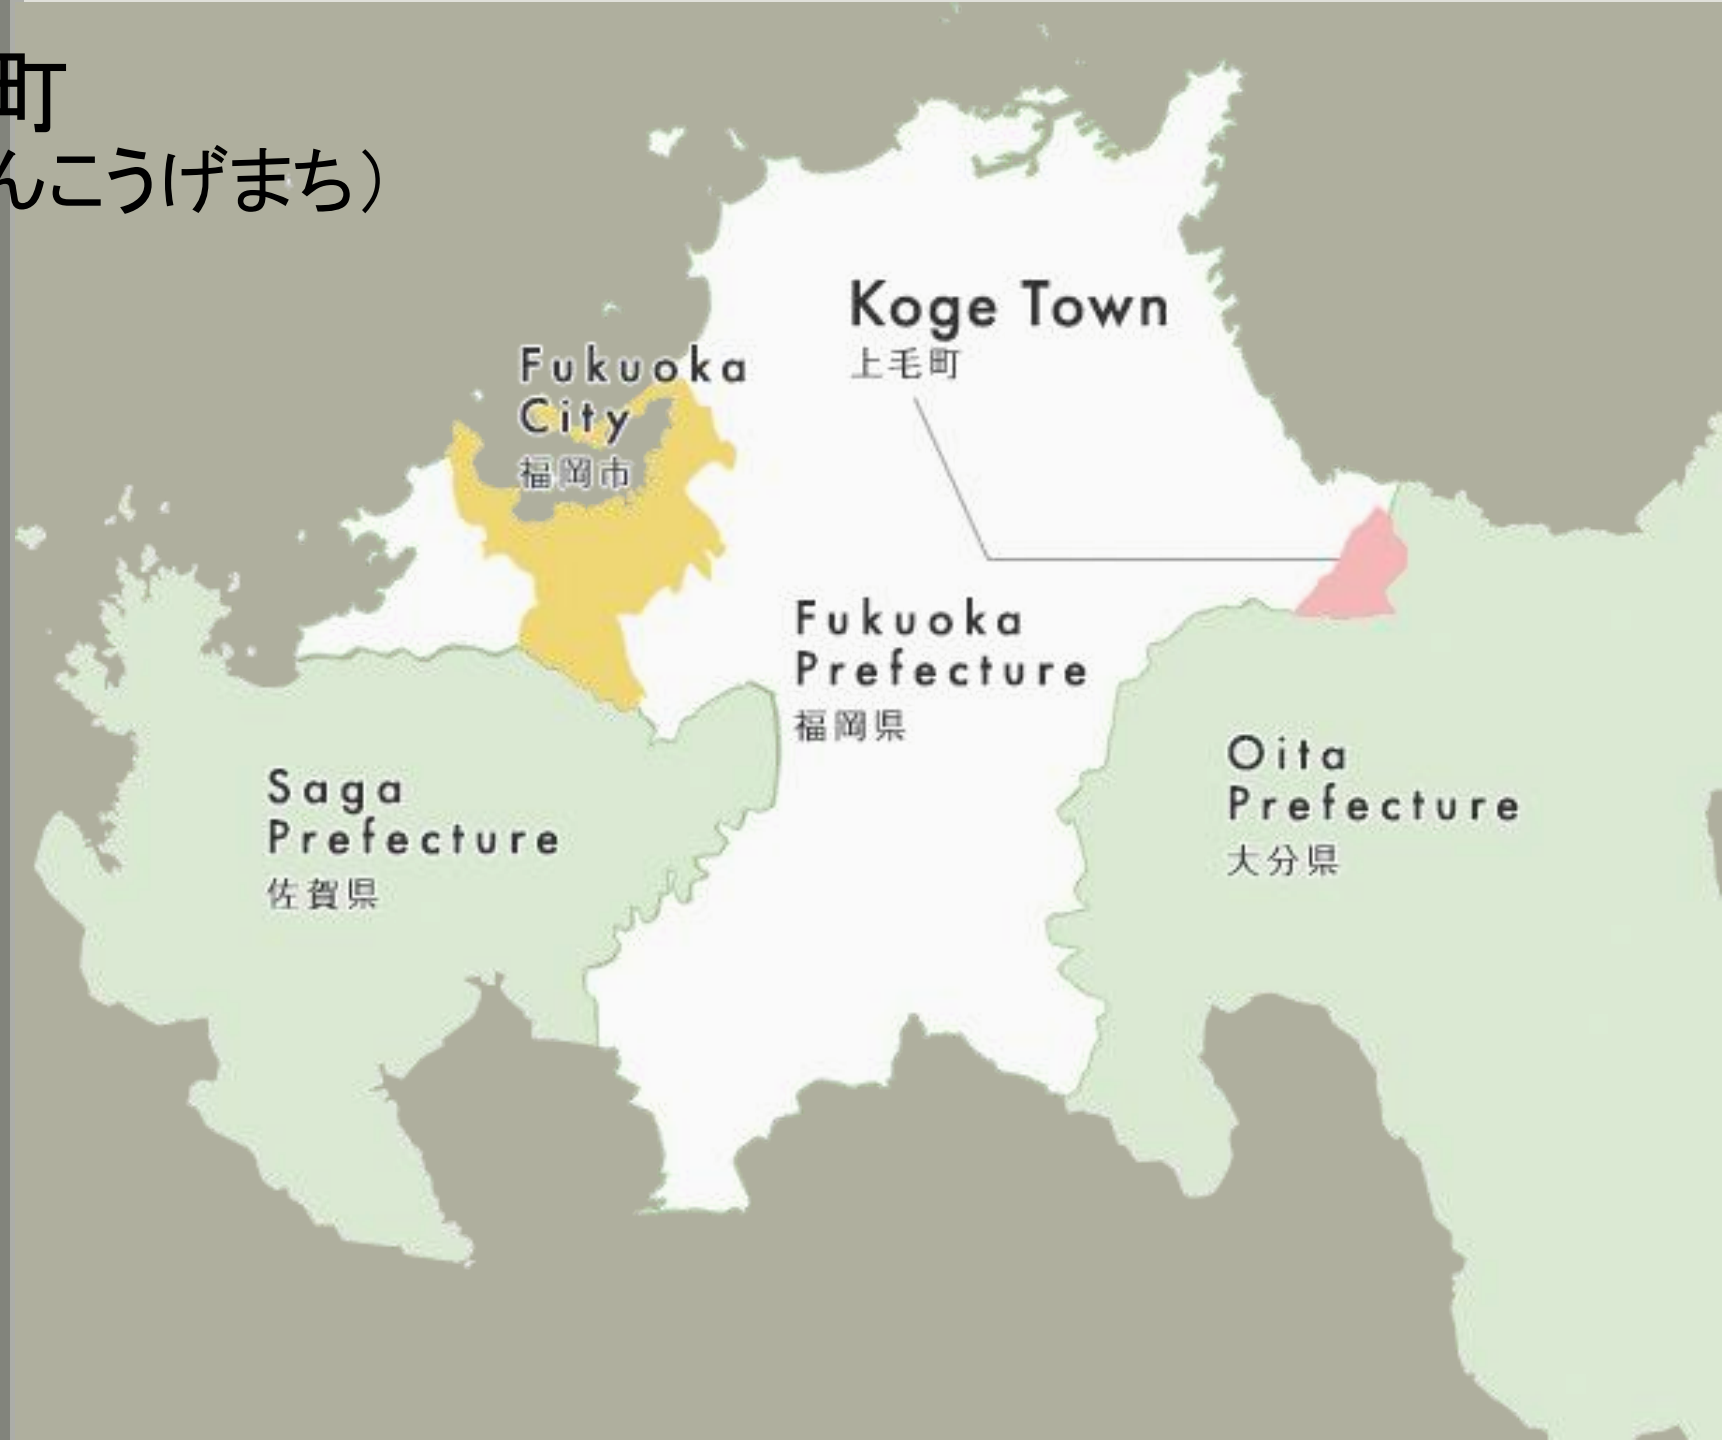 町
んこうげまち）
Koge Town
上毛町
Fukuoka
City
福岡市
Fukuoka
Prefecture
福岡県
Saga
Prefecture
佐賀県
Oita
Prefecture
大分県